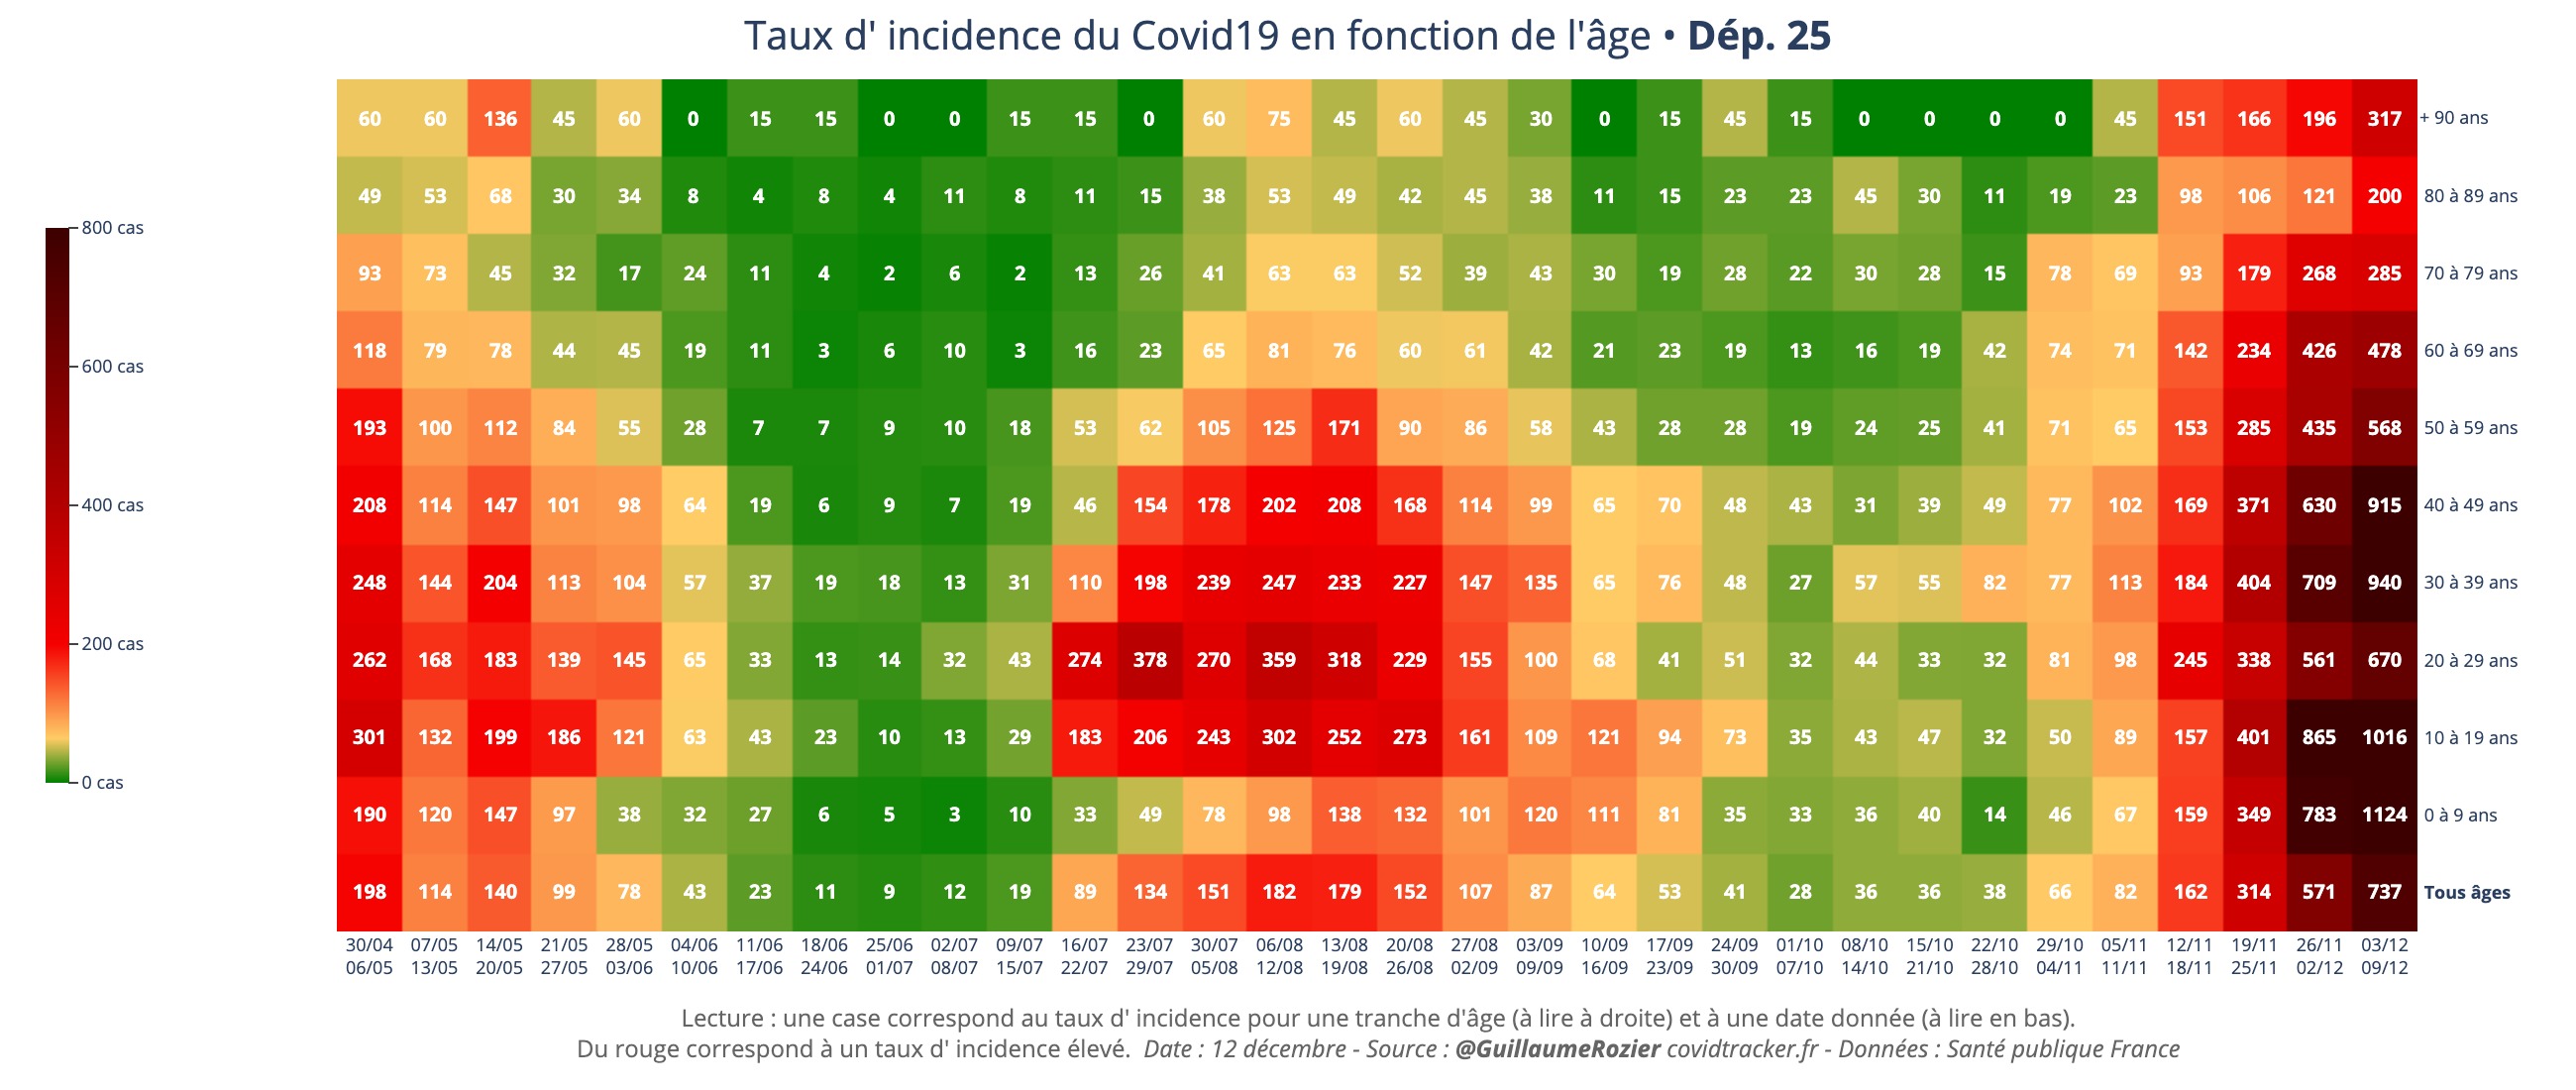 Taux d' incidence du Covid19 en fonction de l'âge • Dép. 25
800 cas
600 cas
400 cas
200 cas
0 cas
60 60 136 45 60 0 15 15 0 0 15 15 0 60 75 45 60 45 30 0 15 45 15 0 0 0 0 45 151 166 196 317 + 90 ans
49 53 68 30 34 8 4 8 4 11 8 11 15 38 53 49 42 45 38 11 15 23 23 45 30 11 19 23 98 106 121 200 80 à 89 ans
93 73 45 32 17 24 11 4 2 6 2 13 26 41 63 63 52 39 43 30 19 28 22 30 28 15 78 69 93 179 268 285 70 à 79 ans
118 79 78 44 45 19 11 3 6 10 3 16 23 65 81 76 60 61 42 21 23 19 13 16 19 42 74 71 142 234 426 478 60 à 69 ans
193 100 112 84 55 28 7 7 9 10 18 53 62 105 125 171 90 86 58 43 28 28 19 24 25 41 71 65 153 285 435 568 50 à 59 ans
208 114 147 101 98 64 19 6 9 7 19 46 154 178 202 208 168 114 99 65 70 48 43 31 39 49 77 102 169 371 630 915 40 à 49 ans
248 144 204 113 104 57 37 19 18 13 31 110 198 239 247 233 227 147 135 65 76 48 27 57 55 82 77 113 184 404 709 940 30 à 39 ans
262 168 183 139 145 65 33 13 14 32 43 274 378 270 359 318 229 155 100 68 41 51 32 44 33 32 81 98 245 338 561 670 20 à 29 ans
301 132 199 186 121 63 43 23 10 13 29 183 206 243 302 252 273 161 109 121 94 73 35 43 47 32 50 89 157 401 865 1016 10 à 19 ans
190 120 147 97 38 32 27 6 5 3 10 33 49 78 98 138 132 101 120 111 81 35 33 36 40 14 46 67 159 349 783 1124 0 à 9 ans
198 114 140 99 78 43 23 11 9 12 19 89 134 151 182 179 152 107 87 64 53 41 28 36 36 38 66 82 162 314 571 737 Tous âges
30/04 07/05 14/05 21/05 28/05 04/06 11/06 18/06 25/06 02/07 09/07 16/07 23/07 30/07 06/08 13/08 20/08 27/08 03/09 10/09 17/09 24/09 01/10 08/10 15/10 22/10 29/10 05/11 12/11 19/11 26/11 03/12
06/05 13/05 20/05 27/05 03/06 10/06 17/06 24/06 01/07 08/07 15/07 22/07 29/07 05/08 12/08 19/08 26/08 02/09 09/09 16/09 23/09 30/09 07/10 14/10 21/10 28/10 04/11 11/11 18/11 25/11 02/12 09/12
Lecture : une case correspond au taux d' incidence pour une tranche d'âge (à lire à droite) et à une date donnée (à lire en bas).
Du rouge correspond à un taux d' incidence élevé. Date : 12 décembre - Source : @GuillaumeRozier covidtracker.fr - Données : Santé publique France